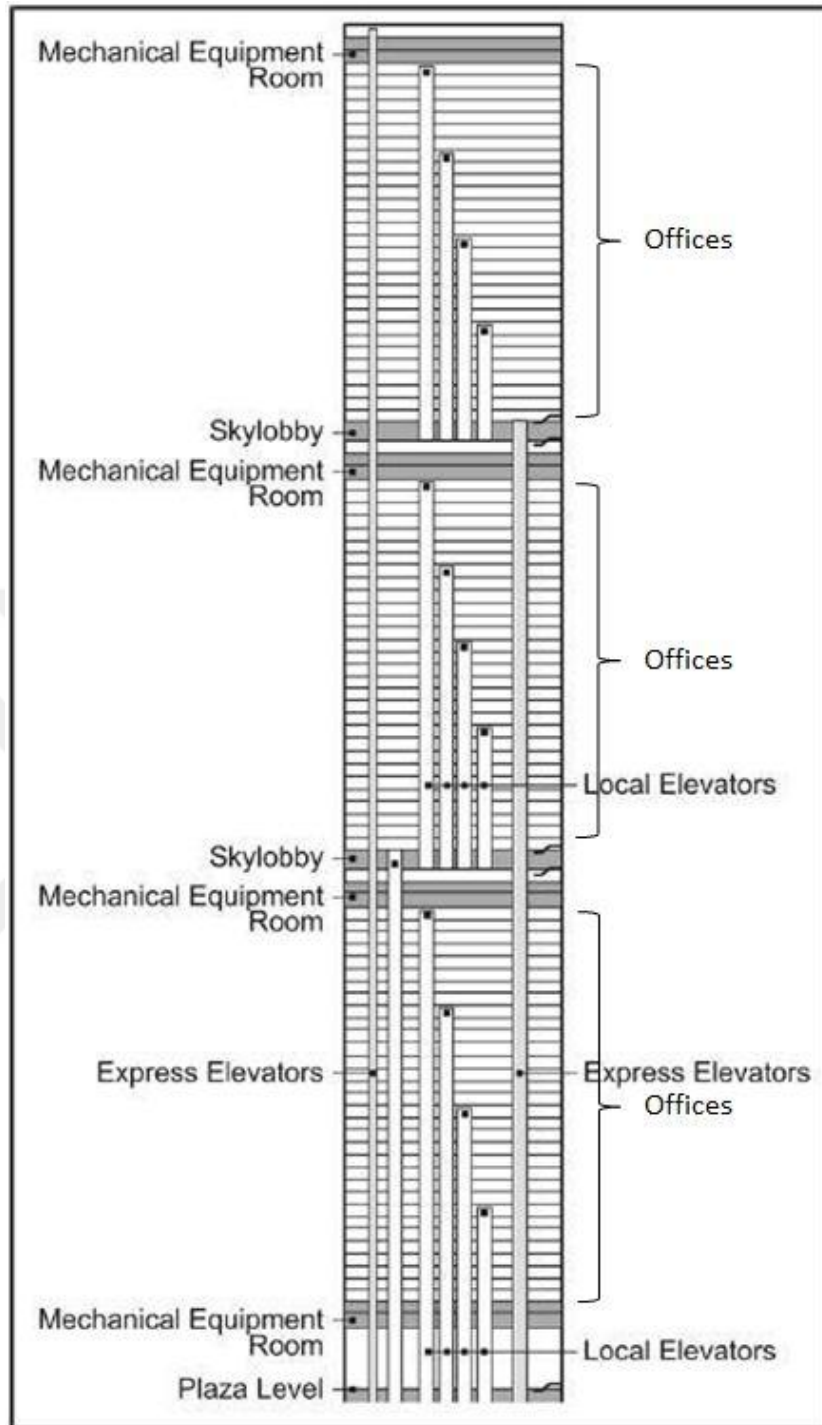 Mechanical Equipment
Room
Offices
Skylobby
Mechanical Equipment
Room
Offices
Local Elevators
Skylobby
Mechanical Equipment
Room
Express Elevators
Express Elevators
Offices
Mechanical Equipment
Room
Local Elevators
Plaza Level